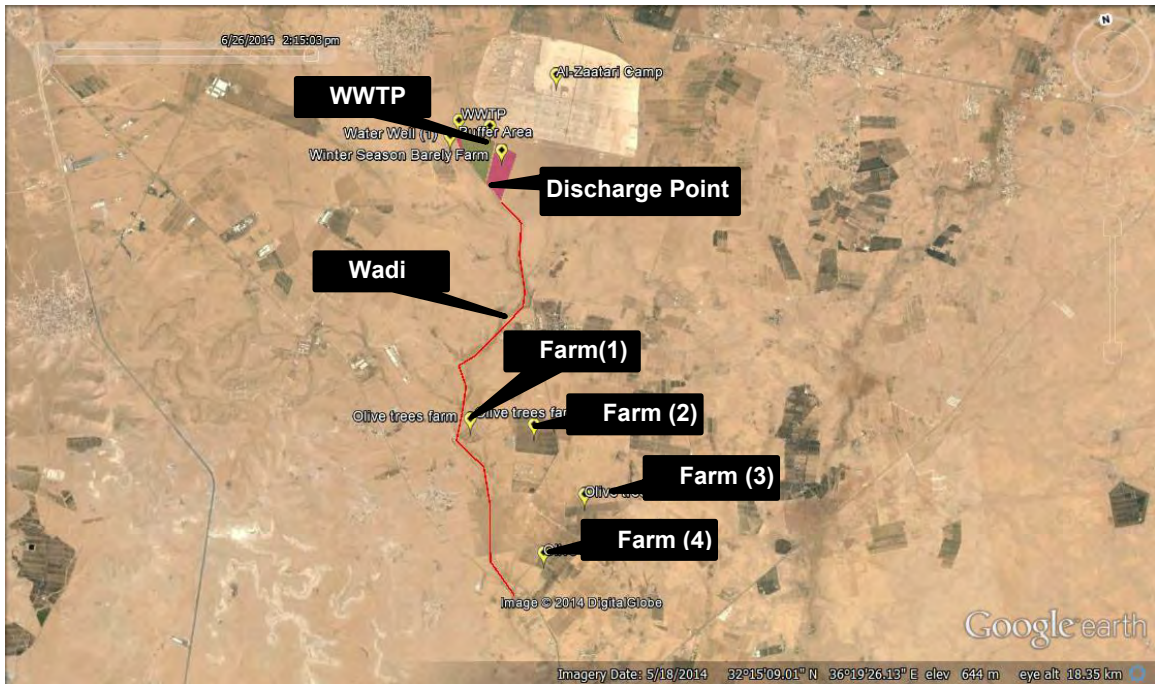 N
6/26/2014 2:15:03 pm
Al-Zaatari Camp
WWTP
WWTP
Buffer Area
Water Well (1)
Winter Season Barely Farm
Discharge Point
Wadi
Farm(1)
Olive trees farm
Olive trees fa
Farm (2)
Farm (3)
Olive tre
Farm (4)
Image © 2014 DigitalGlobe
Google earth
Imagery Date: 5/18/2014 32°15'09.01" N 36°19'26.13" E elev 644 m eye alt 18.35 km